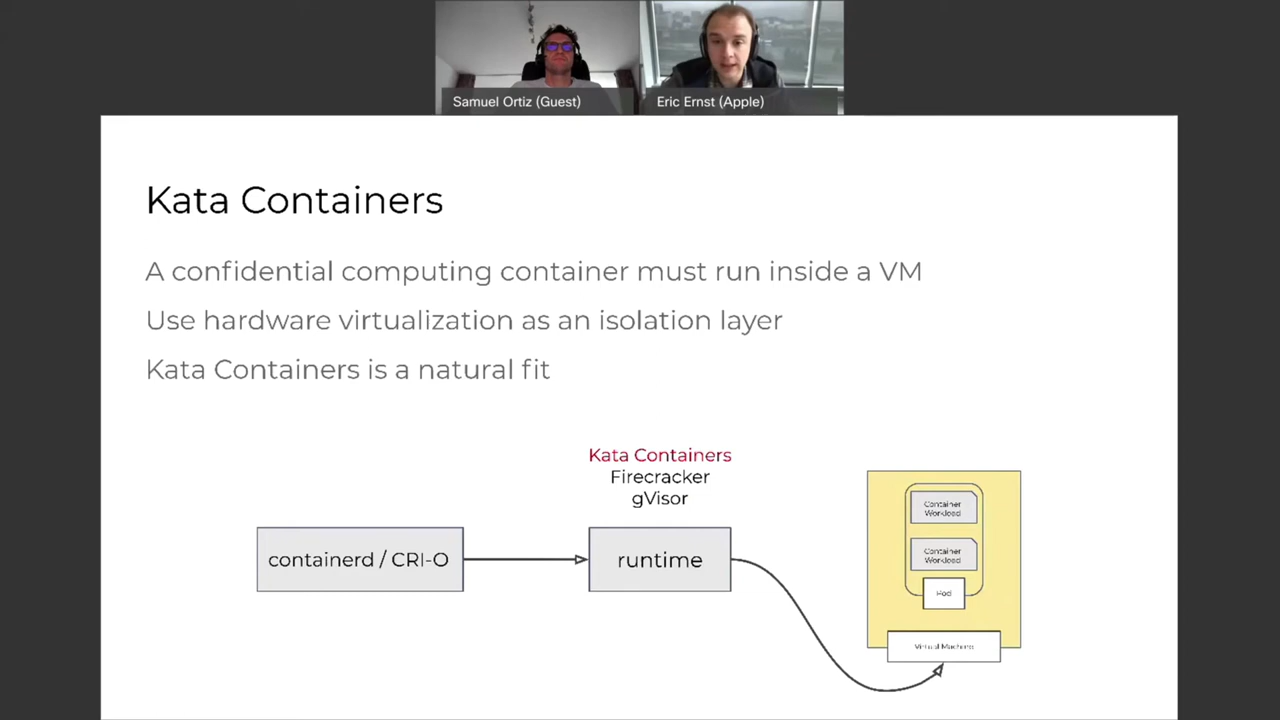 Samuel Ortiz (Guest)
Eric Ernst (Apple)
Kata Containers
A confidential computing container must run inside a VM
Use hardware virtualization as an isolation layer
Kata Containers is a natural fit
Kata Containers
Firecracker
gVisor
containerd / CRI-O
runtime
Container
Workload
Container
Workload
Pod
Virtual Machine